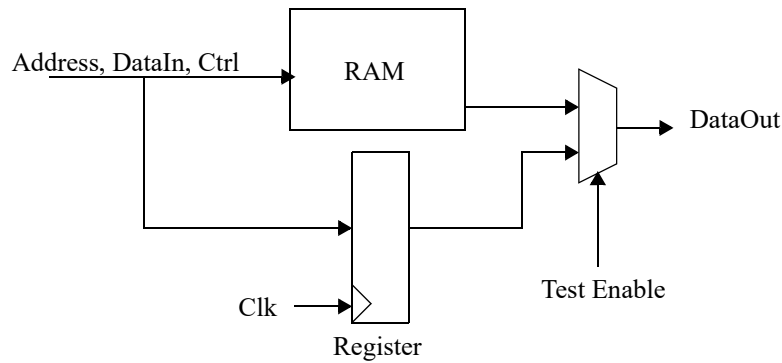 Address, DataIn, Ctrl
RAM
DataOut
Test Enable
Clk
Register